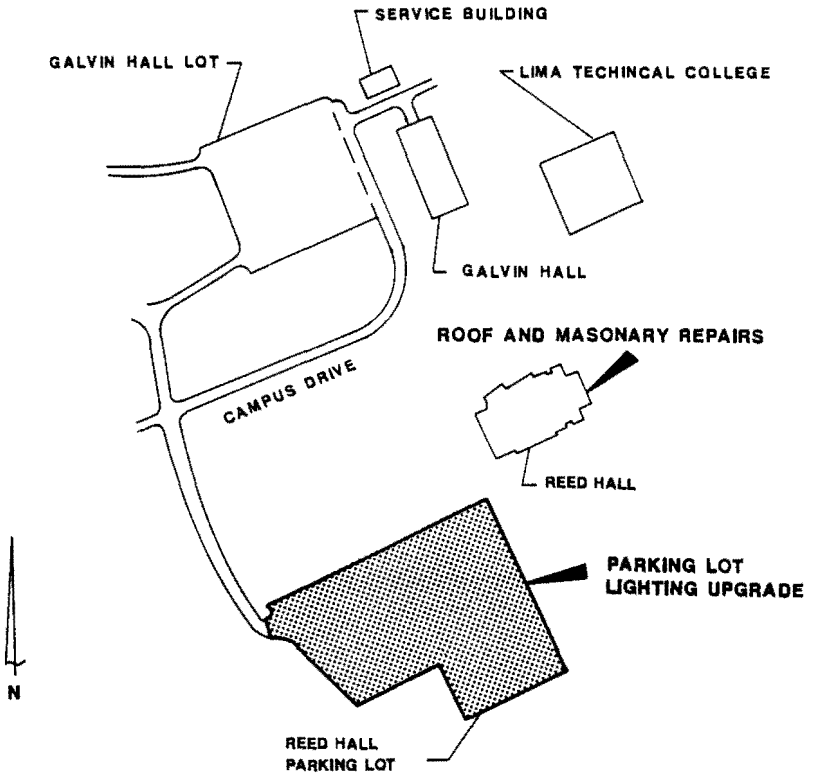 SERVICE BUILDING
GALVIN HALL LOT
LIMA TECHINCAL COLLEGE
GALVIN HALL
ROOF AND MASONARY REPAIRS
CAMPUS DRIVE
REED HALL
PARKING LOT
LIGHTING UPGRADE
N
REED HALL
PARKING LOT